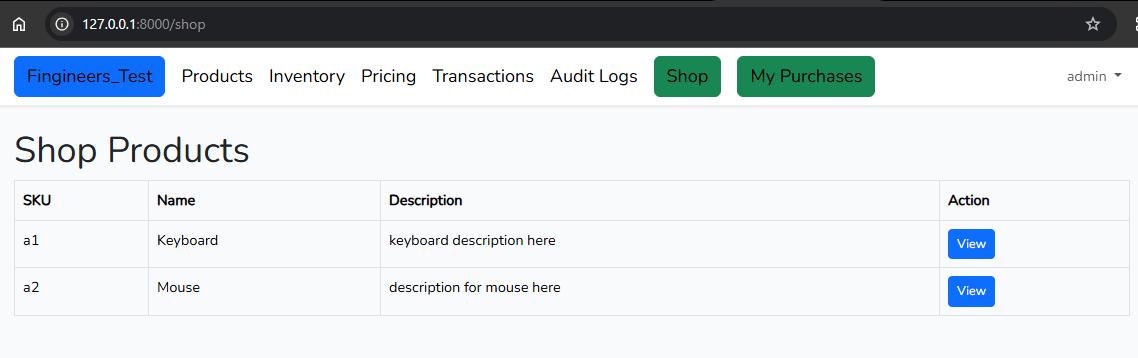 127.0.0.1:8000/shop
Fingineers_Test Products Inventory Pricing Transactions Audit Logs Shop My Purchases admin
Shop Products
SKU Name Description Action
a1 Keyboard keyboard description here View
a2 Mouse description for mouse here View